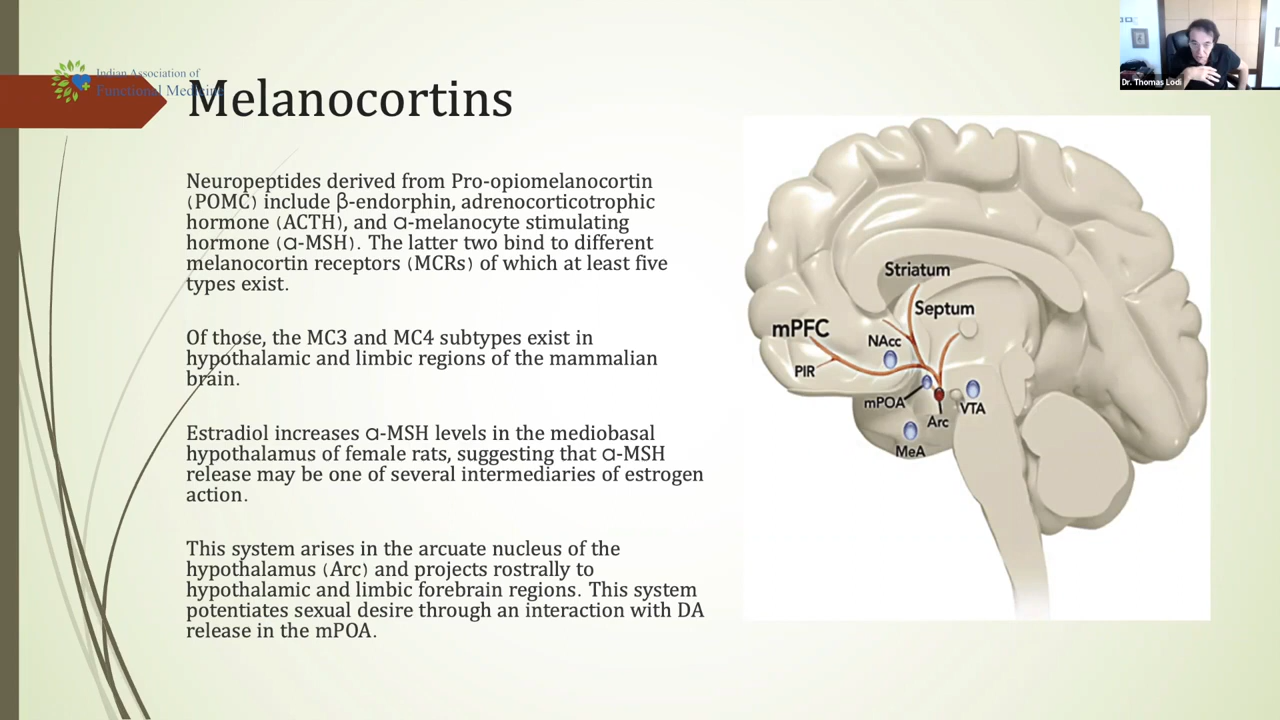 Indian Association of
Functional Medicine
Melanocortins
Neuropeptides derived from Pro-opiomelanocortin
(POMC) include β-endorphin, adrenocorticotrophic
hormone (ACTH), and ɑ-melanocyte stimulating
hormone (ɑ-MSH). The latter two bind to different
melanocortin receptors (MCRs) of which at least five
types exist.
Of those, the MC3 and MC4 subtypes exist in
hypothalamic and limbic regions of the mammalian
brain.
Estradiol increases ɑ-MSH levels in the mediobasal
hypothalamus of female rats, suggesting that ɑ-MSH
release may be one of several intermediaries of estrogen
action.
This system arises in the arcuate nucleus of the
hypothalamus (Arc) and projects rostrally to
hypothalamic and limbic forebrain regions. This system
potentiates sexual desire through an interaction with DA
release in the mPOA.
Striatum
Septum
mPFC
NAcc
PIR
mPOA
VTA
Arc
MeA
Dr. Thomas Lodi